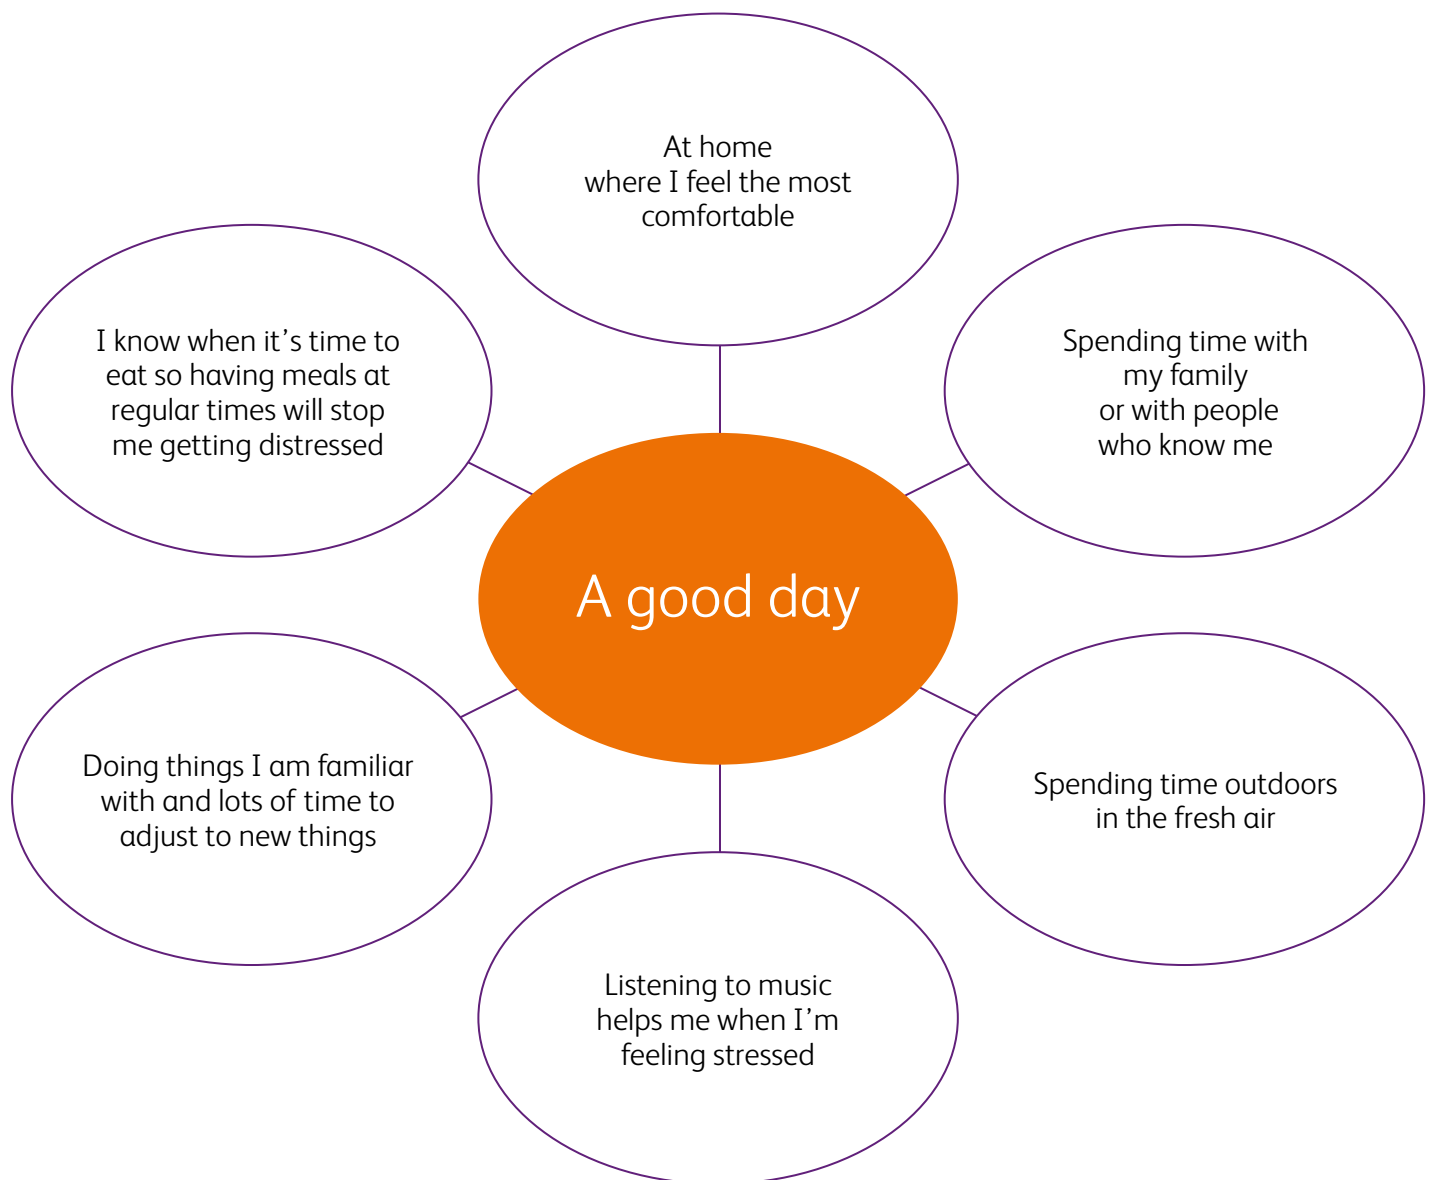 At home
where I feel the most
comfortable
Spending time with
my family
or with people
who know me
Spending time outdoors
in the fresh air
Listening to music
helps me when I’m
feeling stressed
Doing things I am familiar
with and lots of time to
adjust to new things
I know when it’s time to
eat so having meals at
regular times will stop
me getting distressed
A good day